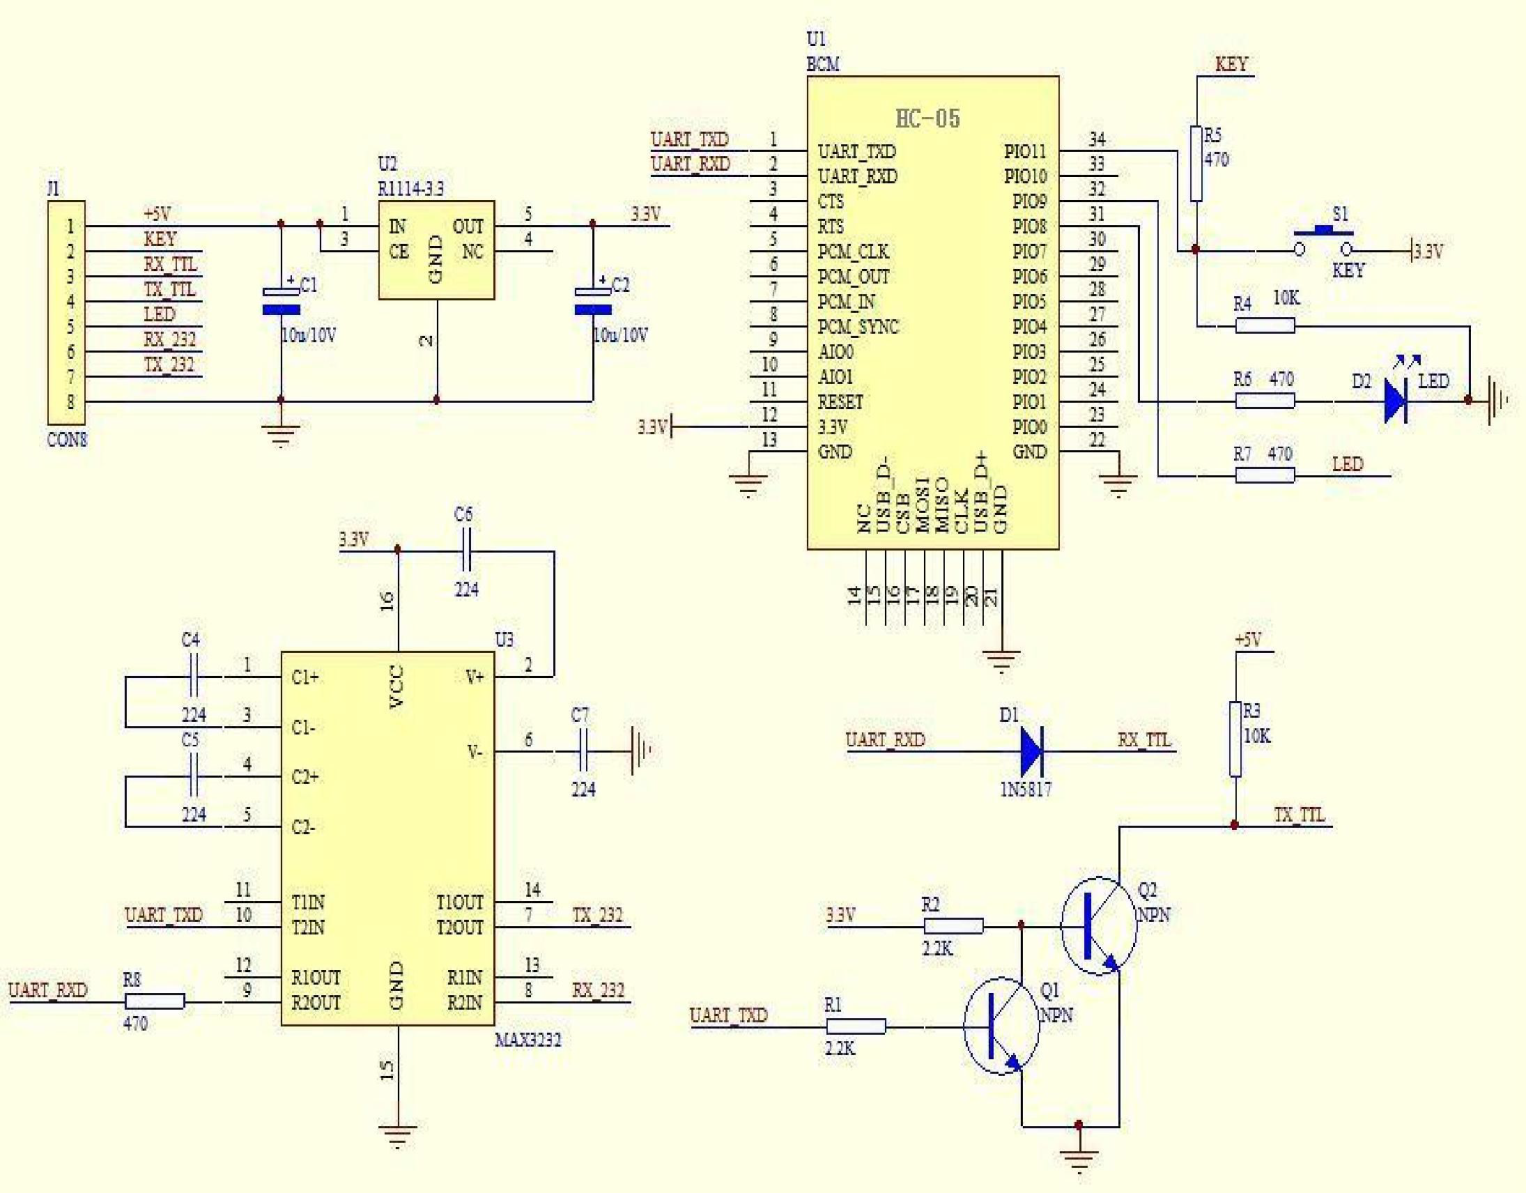 J1
1 +5V
2 KEY
3 RX_TTL
4 TX_TTL
5 LED
6 RX_232
7 TX_232
8
CON8
U2
R1114-3.3
1 IN OUT 5
3 CE NC 4
GND
2
3.3V
+ C1
10u/10V
+ C2
10u/10V
U1
BCM
HC-05
UART_TXD 1 UART_TXD PIO11 34
UART_RXD 2 UART_RXD PIO10 33
3 CTS PIO9 32
4 RTS PIO8 31
5 PCM_CLK PIO7 30
6 PCM_OUT PIO6 29
7 PCM_IN PIO5 28
8 PCM_SYNC PIO4 27
9 AIO0 PIO3 26
10 AIO1 PIO2 25
11 RESET PIO1 24
3.3V 12 3.3V PIO0 23
13 GND GND 22
NC USB_D- CSB MOSI MISO CLK USB_D+ GND
14 15 16 17 18 19 20 21
KEY
R5
470
S1
KEY
3.3V
R4 10K
R6 470 D2 LED
R7 470 LED
3.3V
C6
224
16
U3
C4
224
C5
224
1 C1+ VCC V+ 2
3 C1-
4 C2+ V- 6
5 C2-
C7
224
11 T1IN T1OUT 14
UART_TXD 10 T2IN T2OUT 7 TX_232
12 R1OUT R1IN 13
UART_RXD R8 9 R2OUT GND R2IN 8 RX_232
470
MAX3232
15
+5V
R3
10K
UART_RXD D1 RX_TTL
1N5817
TX_TTL
Q2
NPN
3.3V R2
2.2K
Q1
NPN
UART_TXD R1
2.2K